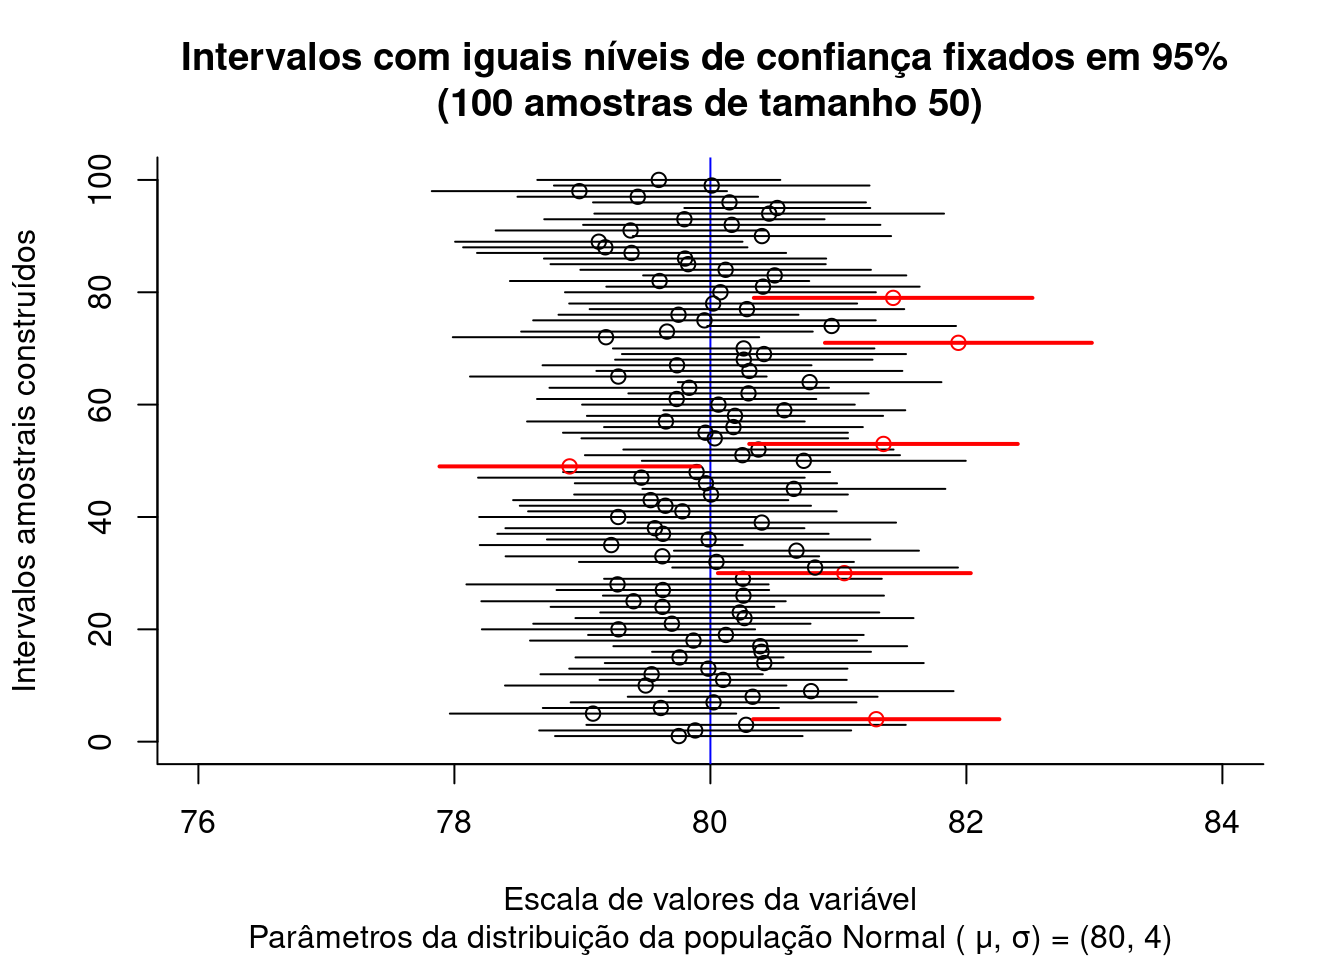 Intervalos com iguais níveis de confiança fixados em 95%
(100 amostras de tamanho 50)
Intervalos amostrais construídos
100
80
60
40
20
0
76 78 80 82 84
Escala de valores da variável
Parâmetros da distribuição da população Normal ( μ, σ) = (80, 4)